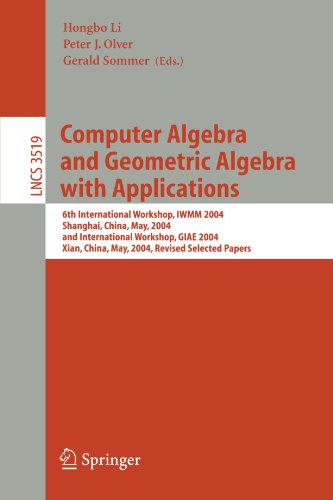 Hongbo Li
Peter J. Olver
Gerald Sommer (Eds.)
LNCS 3519
Computer Algebra
and Geometric Algebra
with Applications
6th International Workshop, IWMM 2004
Shanghai, China, May, 2004
and International Workshop, GIAE 2004
Xian, China, May, 2004, Revised Selected Papers
Springer